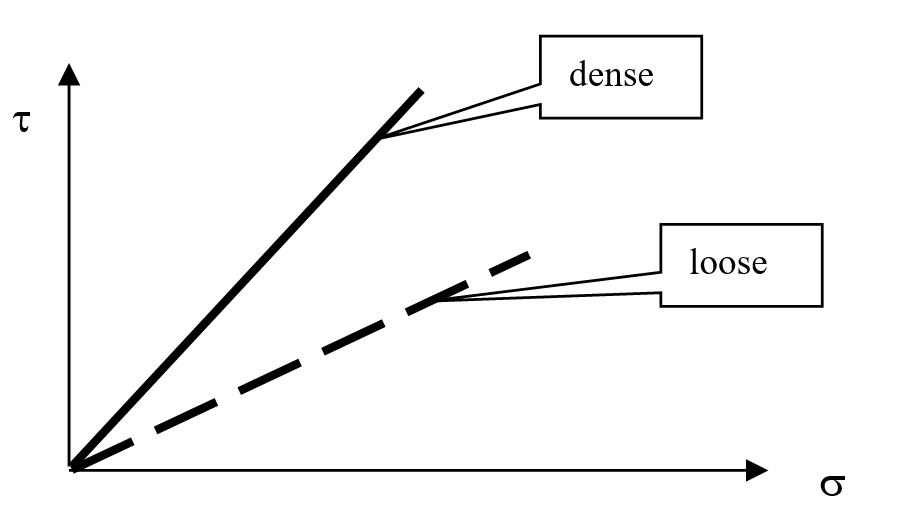 dense
τ
loose
σ